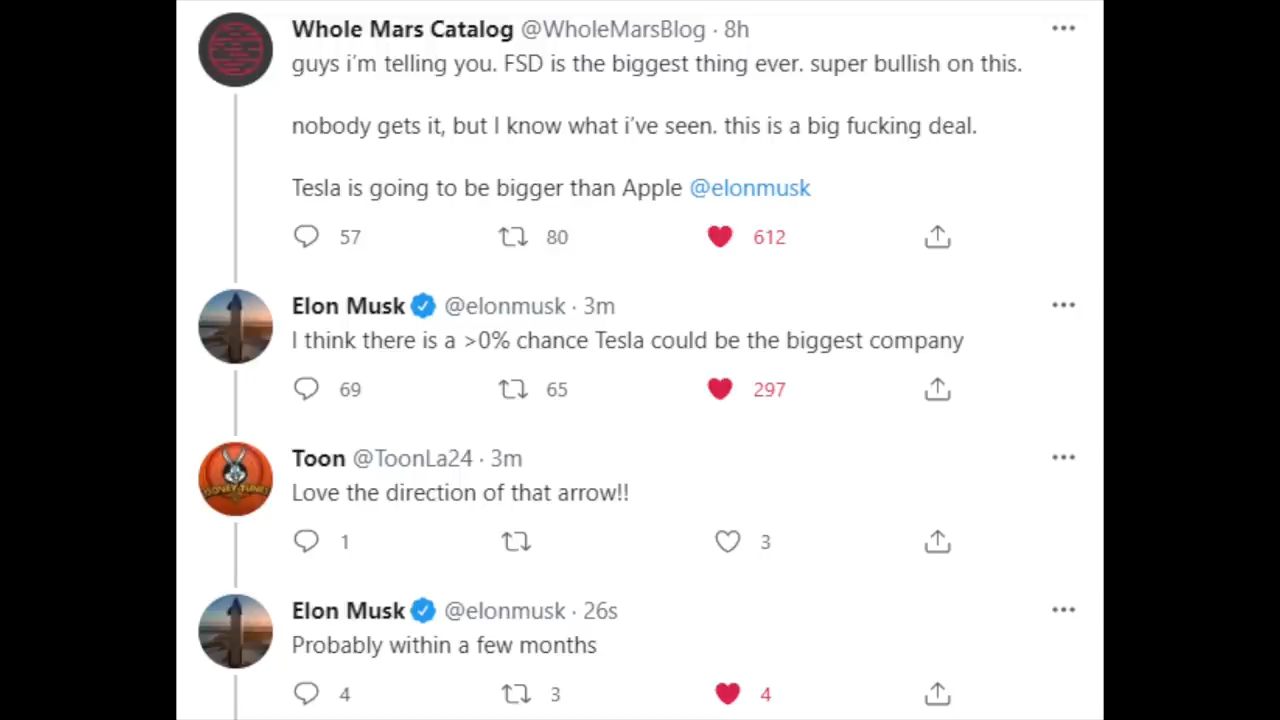 Whole Mars Catalog @WholeMarsBlog · 8h
guys i'm telling you. FSD is the biggest thing ever. super bullish on this.
nobody gets it, but I know what i've seen. this is a big fucking deal.
Tesla is going to be bigger than Apple @elonmusk
57 80 612
Elon Musk @elonmusk · 3m
I think there is a >0% chance Tesla could be the biggest company
69 65 297
Toon @ToonLa24 · 3m
Love the direction of that arrow!!
1 3
Elon Musk @elonmusk · 26s
Probably within a few months
4 3 4